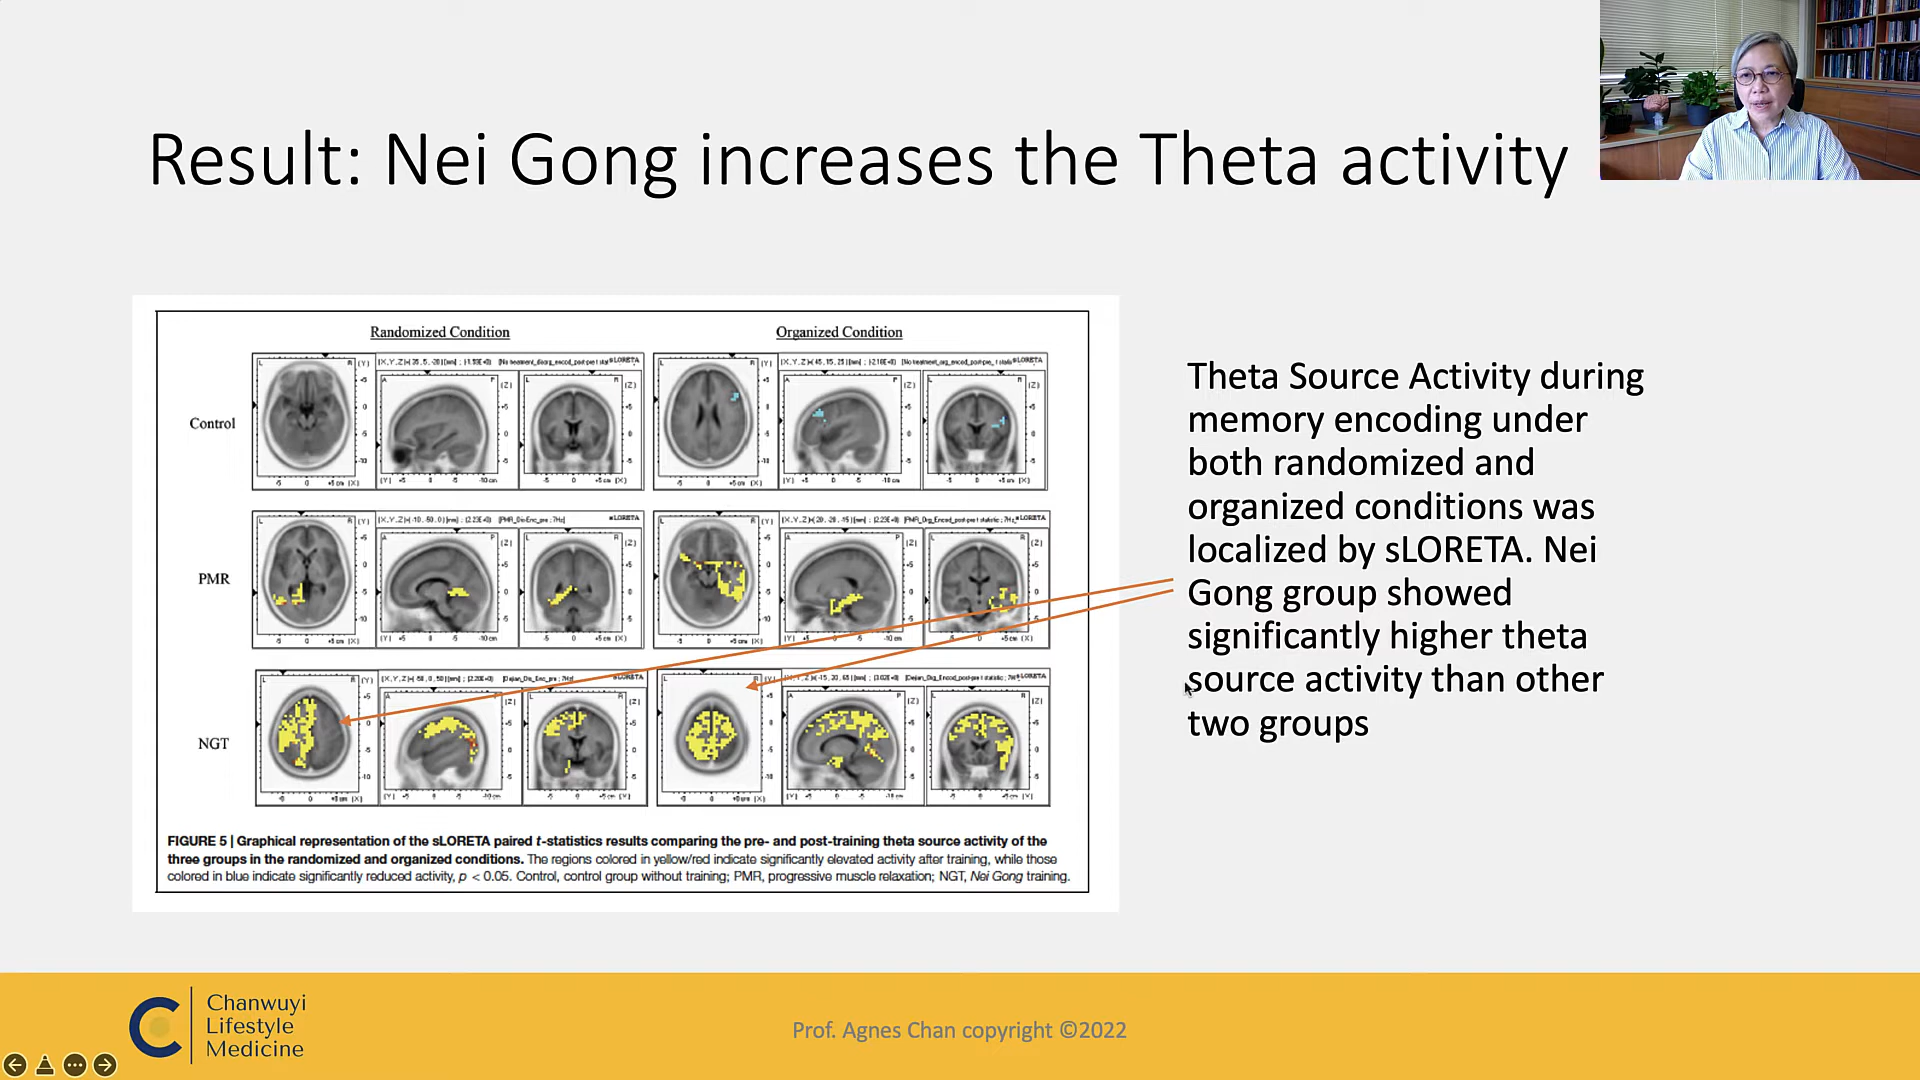 Result: Nei Gong increases the Theta activity
Randomized Condition
Organized Condition
Control
PMR
NGT
sLORETA
FIGURE 5 | Graphical representation of the sLORETA paired t-statistics results comparing the pre- and post-training theta source activity of the
three groups in the randomized and organized conditions. The regions colored in yellow/red indicate significantly elevated activity after training, while those
colored in blue indicate significantly reduced activity, p < 0.05. Control, control group without training; PMR, progressive muscle relaxation; NGT, Nei Gong training.
Theta Source Activity during
memory encoding under
both randomized and
organized conditions was
localized by sLORETA. Nei
Gong group showed
significantly higher theta
source activity than other
two groups
Chanwuyi
Lifestyle
Medicine
Prof. Agnes Chan copyright ©2022